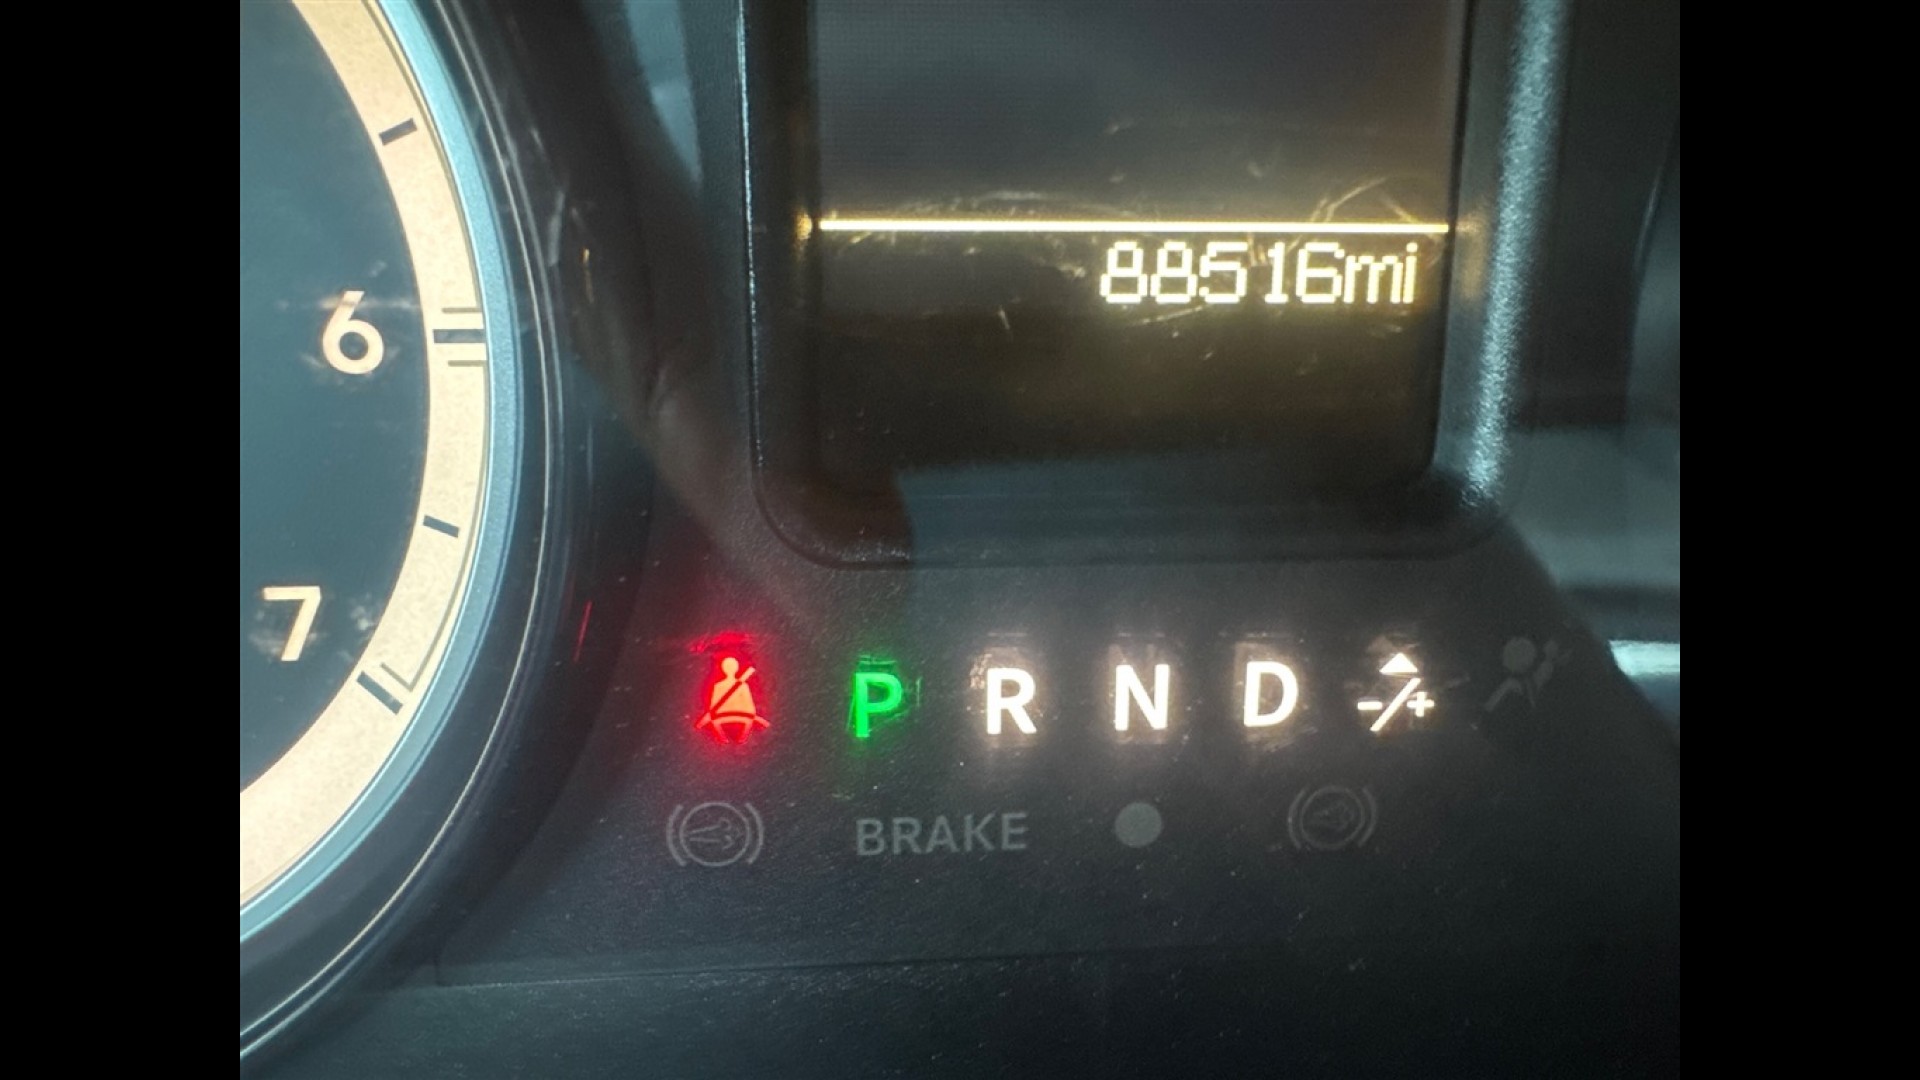 88516mi
6
7
P R N D -/+
BRAKE